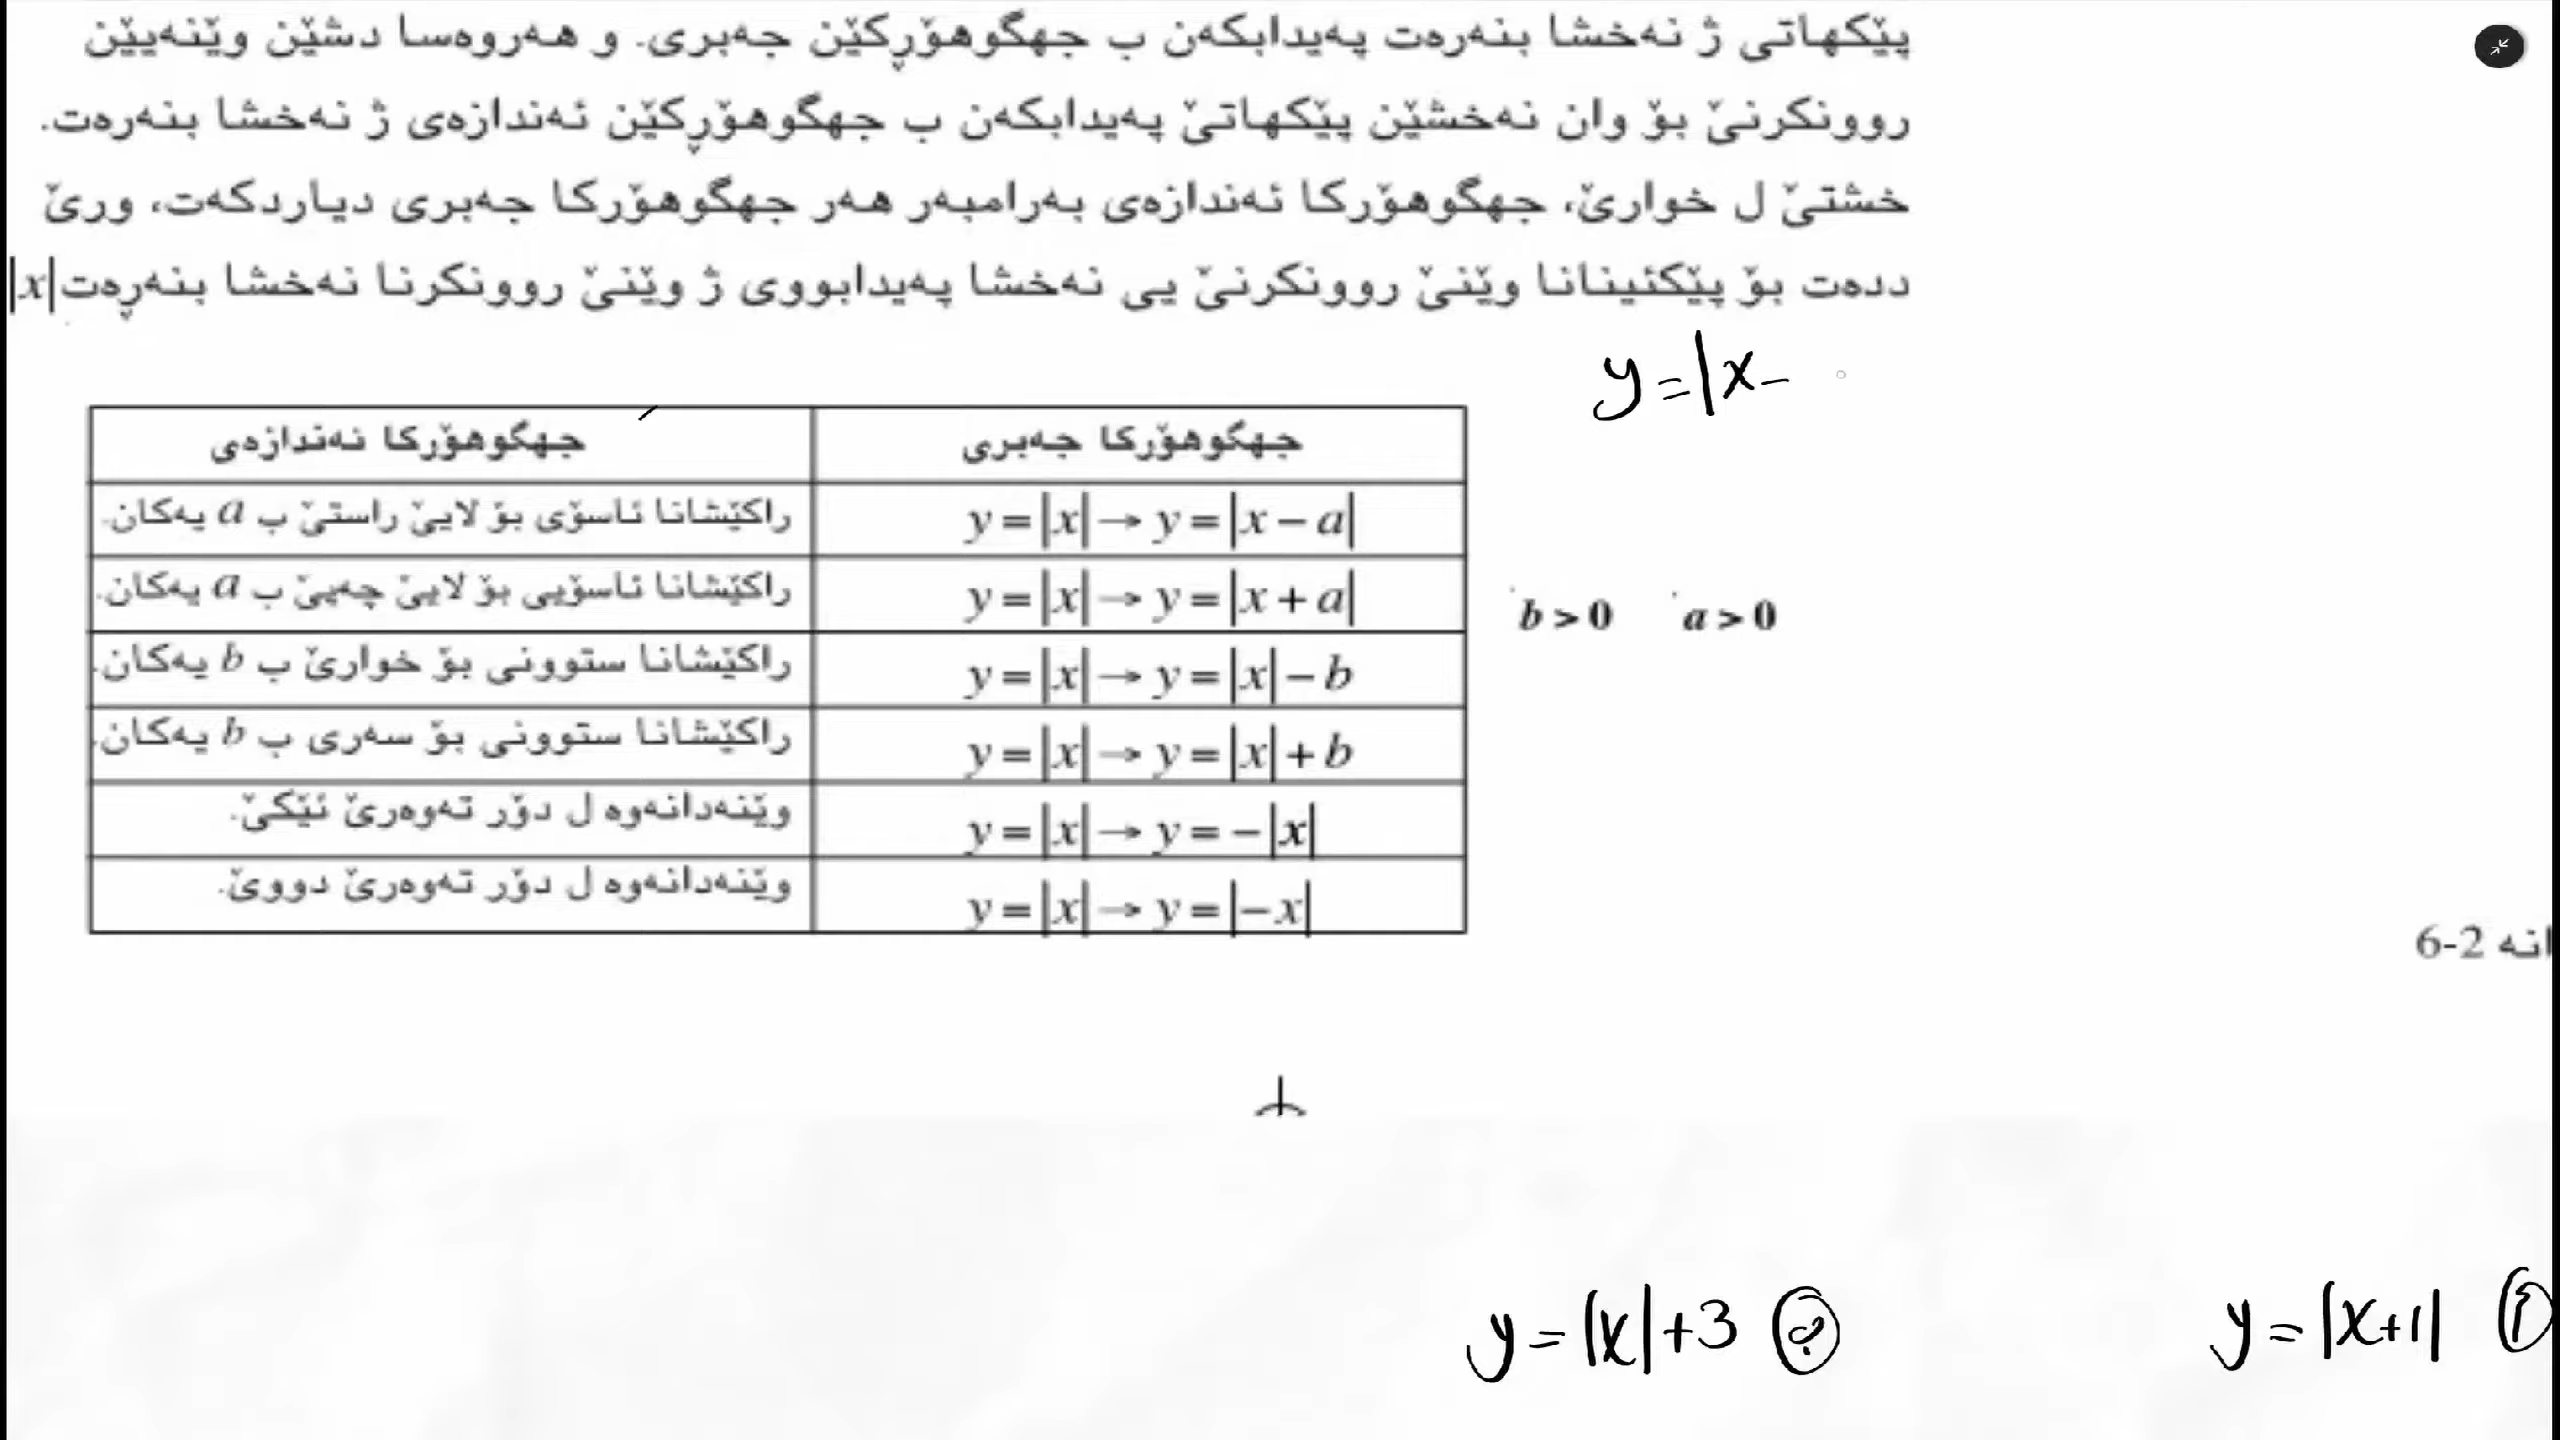 پێکهاتی ژ نەخشا بنەرەت پەیدابکەن ب جهگوهۆڕکێن جەبری. و هەروەسا دشێن وێنەیێن
روونکرنێ بۆ وان نەخشێن پێکهاتێ پەیدابکەن ب جهگوهۆڕکێن ئەندازەی ژ نەخشا بنەرەت.
خشتێ ل خوارێ، جهگوهۆرکا ئەندازەی بەرامبەر هەر جهگوهۆرکا جەبری دیاردکەت، ورێ
ددەت بۆ پێکئینانا وێنێ روونکرنێ یی نەخشا پەیدابووی ژ وێنێ روونکرنا نەخشا بنەڕەت |x|
y=|x-
جهگوهۆرکا جەبری جهگوهۆرکا ئەندازەی
y=|x|→y=|x-a| راکێشانا ئاسۆی بۆ لایێ راستێ ب a یەکان.
y=|x|→y=|x+a| راکێشانا ئاسۆیی بۆ لایێ چەپێ ب a یەکان.
b>0 a>0
y=|x|→y=|x|-b راکێشانا ستوونی بۆ خوارێ ب b یەکان.
y=|x|→y=|x|+b راکێشانا ستوونی بۆ سەری ب b یەکان.
y=|x|→y=-|x| وێنەدانەوە ل دۆر تەوەرێ ئێکێ.
y=|x|→y=|-x| وێنەدانەوە ل دۆر تەوەرێ دووێ.
انە 2-6
y=|x+1|
y=|x|+3